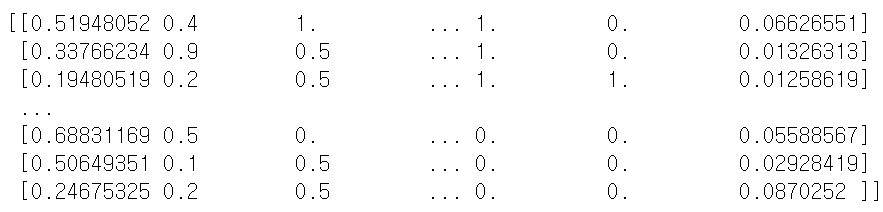 [[0.51948052 0.4 1. ... 1. 0. 0.06626551]
[0.33766234 0.9 0.5 ... 1. 0. 0.01326313]
[0.19480519 0.2 0.5 ... 1. 1. 0.01258619]
...
[0.68831169 0.5 0. ... 0. 0. 0.05588567]
[0.50649351 0.1 0.5 ... 0. 0. 0.02928419]
[0.24675325 0.2 0.5 ... 0. 0. 0.0870252 ]]